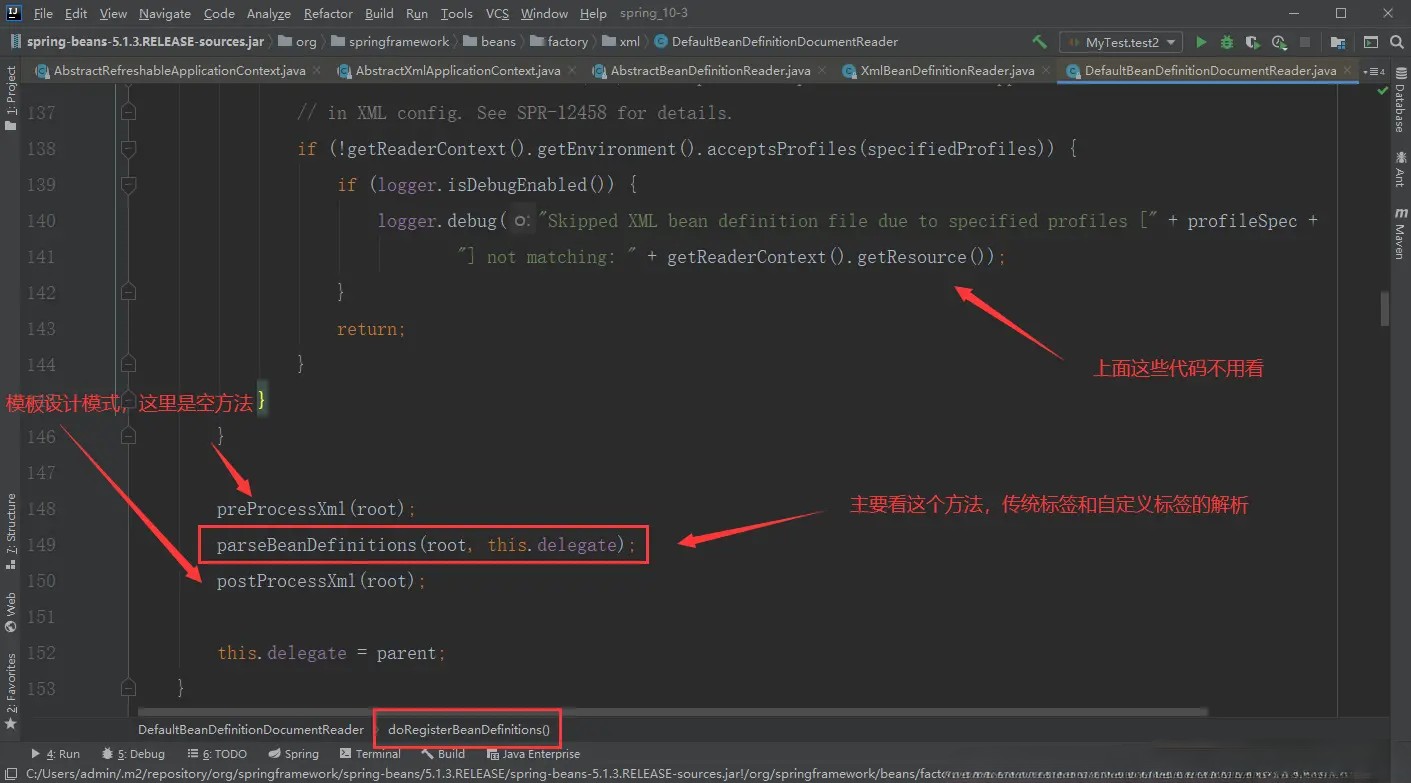 File Edit View Navigate Code Analyze Refactor Build Run Tools VCS Window Help spring_10-3
spring-beans-5.1.3.RELEASE-sources.jar org springframework beans factory xml DefaultBeanDefinitionDocumentReader MyTest.test2
AbstractRefreshableApplicationContext.java AbstractXmlApplicationContext.java AbstractBeanDefinitionReader.java XmlBeanDefinitionReader.java DefaultBeanDefinitionDocumentReader.java 4
1: Project
Database
Ant
Maven
137 // in XML config. See SPR-12458 for details.
138 if (!getReaderContext().getEnvironment().acceptsProfiles(specifiedProfiles)) {
139 if (logger.isDebugEnabled()) {
140 logger.debug( o: "Skipped XML bean definition file due to specified profiles [" + profileSpec +
141 "] not matching: " + getReaderContext().getResource());
142 }
143 return;
144 }
上面这些代码不用看
模板设计模式，这里是空方法 }
146 }
147
148 preProcessXml(root);
主要看这个方法，传统标签和自定义标签的解析
149 parseBeanDefinitions(root, this.delegate);
150 postProcessXml(root);
151
152 this.delegate = parent;
153 }
Z: Structure
Web
2: Favorites
DefaultBeanDefinitionDocumentReader doRegisterBeanDefinitions()
4: Run 5: Debug 6: TODO Spring Terminal Build Java Enterprise
C:/Users/admin/.m2/repository/org/springframework/spring-beans/5.1.3.RELEASE/spring-beans-5.1.3.RELEASE-sources.jar!/org/springframework/beans/